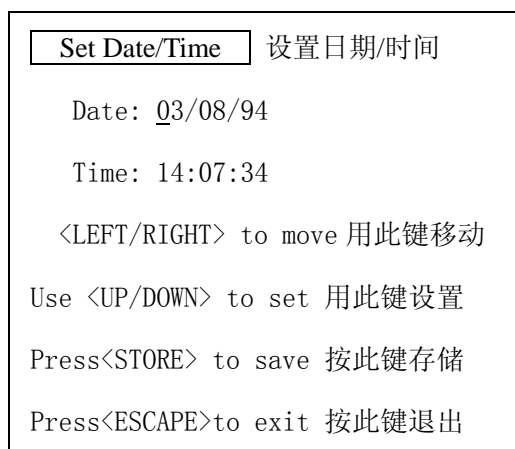 Set Date/Time 设置日期/时间
Date: 03/08/94
Time: 14:07:34
<LEFT/RIGHT> to move 用此键移动
Use <UP/DOWN> to set 用此键设置
Press<STORE> to save 按此键存储
Press<ESCAPE>to exit 按此键退出